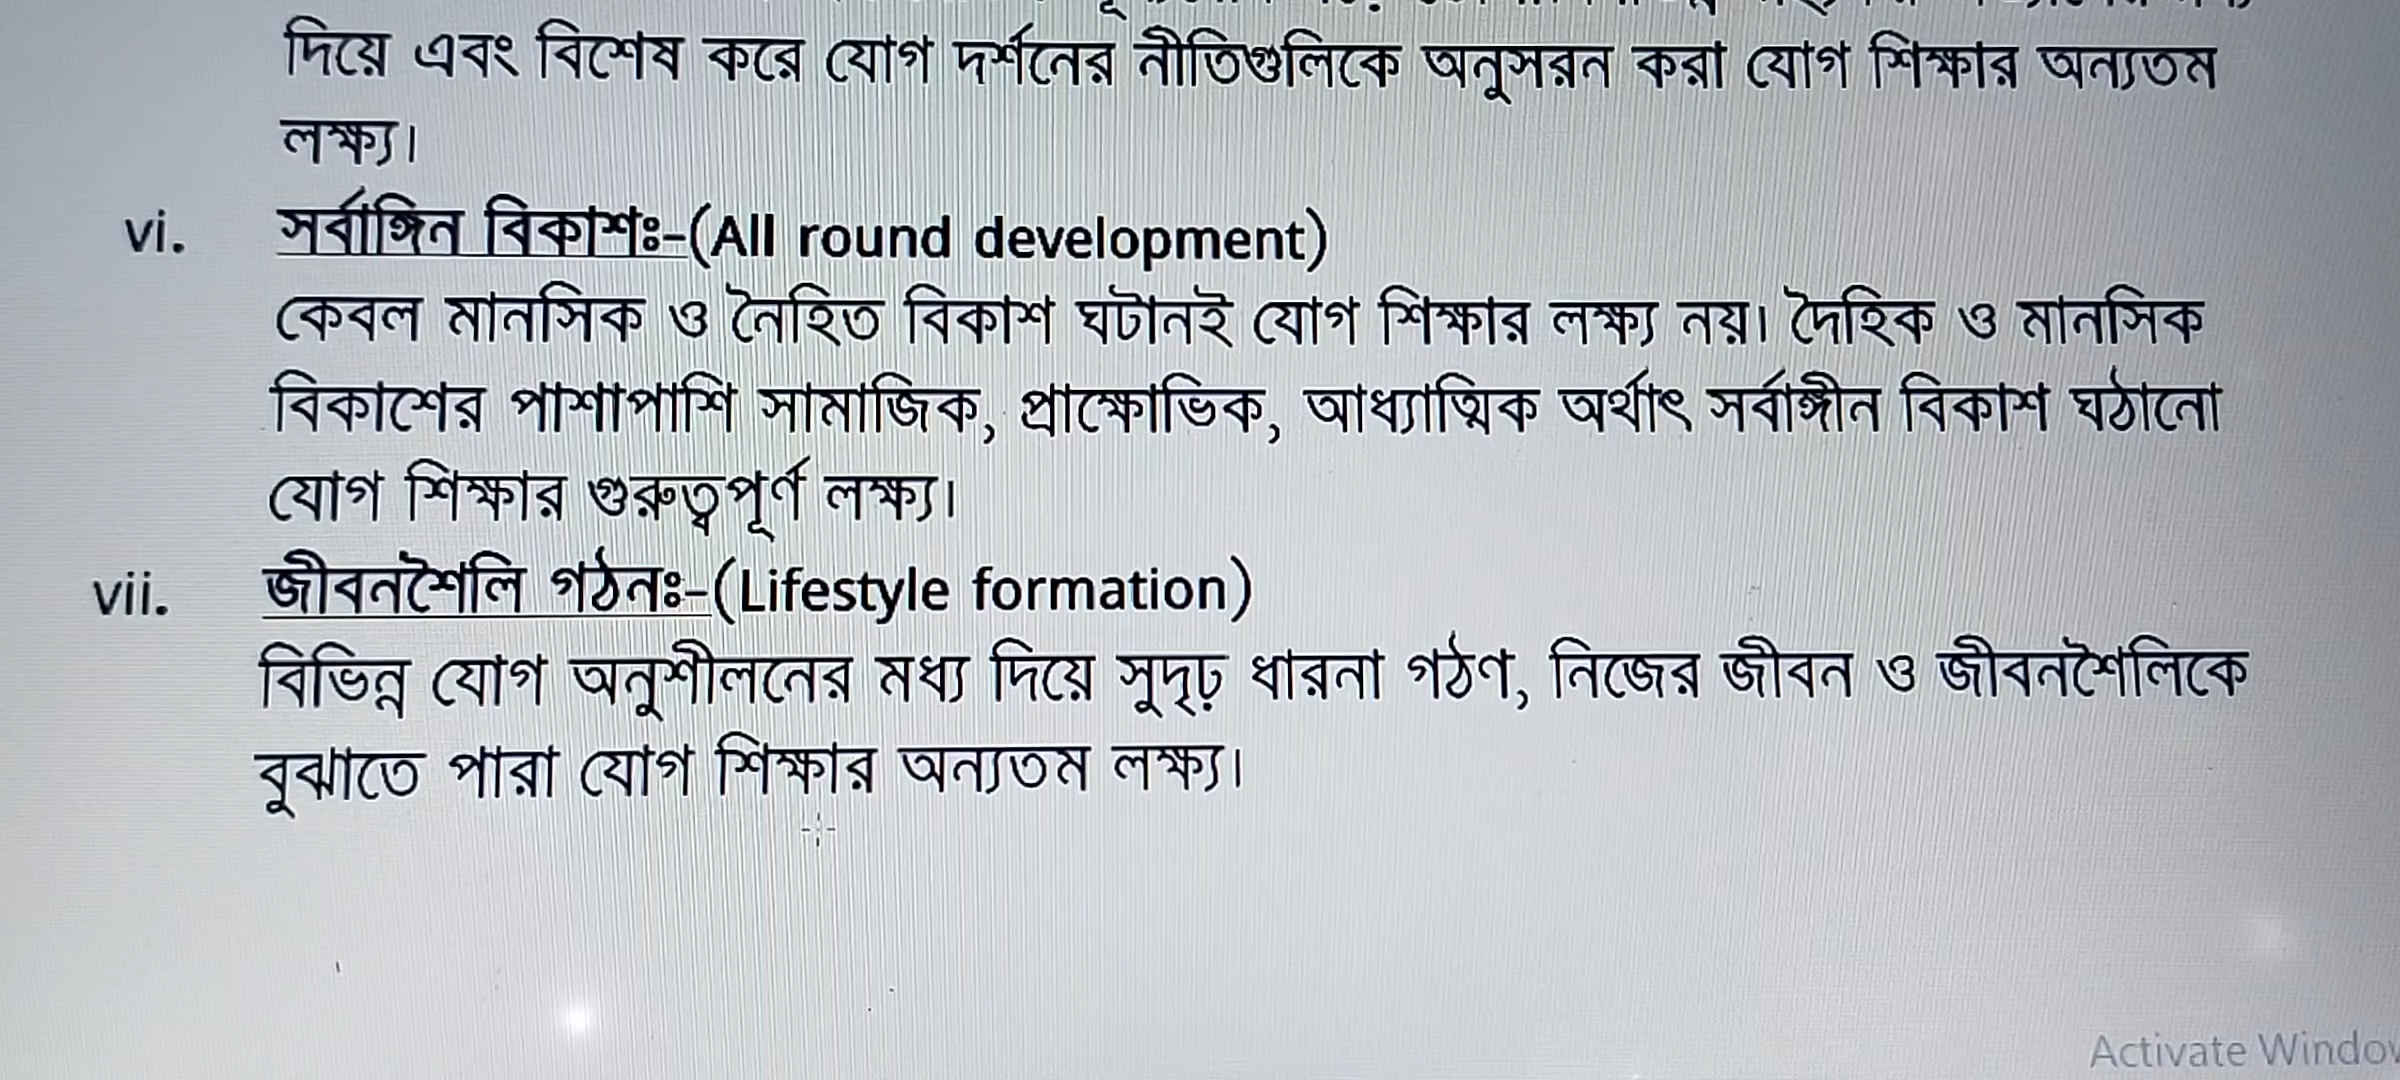 দিয়ে এবং বিশেষ করে যোগ দর্শনের নীতিগুলিকে অনুসরন করা যোগ শিক্ষার অন্যতম
লক্ষ্য।
vi. সর্বাঙ্গিন বিকাশঃ-(All round development)
কেবল মানসিক ও নৈহিত বিকাশ ঘটানই যোগ শিক্ষার লক্ষ্য নয়। দৈহিক ও মানসিক
বিকাশের পাশাপাশি সামাজিক, প্রাক্ষোভিক, আধ্যাত্মিক অর্থাৎ সর্বাঙ্গীন বিকাশ ঘঠানো
যোগ শিক্ষার গুরুত্বপূর্ণ লক্ষ্য।
vii. জীবনশৈলি গঠনঃ-(Lifestyle formation)
বিভিন্ন যোগ অনুশীলনের মধ্য দিয়ে সুদৃঢ় ধারনা গঠণ, নিজের জীবন ও জীবনশৈলিকে
বুঝাতে পারা যোগ শিক্ষার অন্যতম লক্ষ্য।
Activate Window